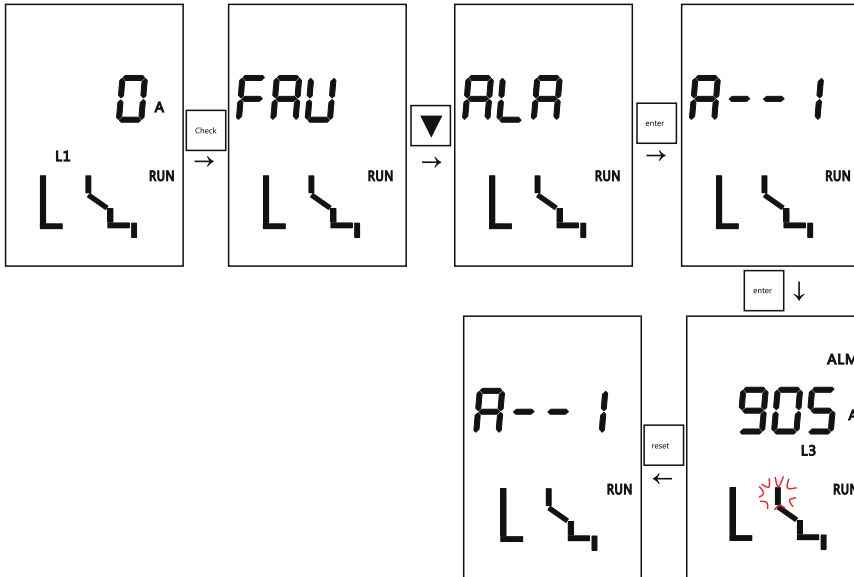 0 A
L1
RUN
L
Check
→
FAU
RUN
L
▼
→
ALA
RUN
L
enter
→
A--1
RUN
L
enter ↓
ALM
905 A
L3
RUN
L
reset
←
A--1
RUN
L